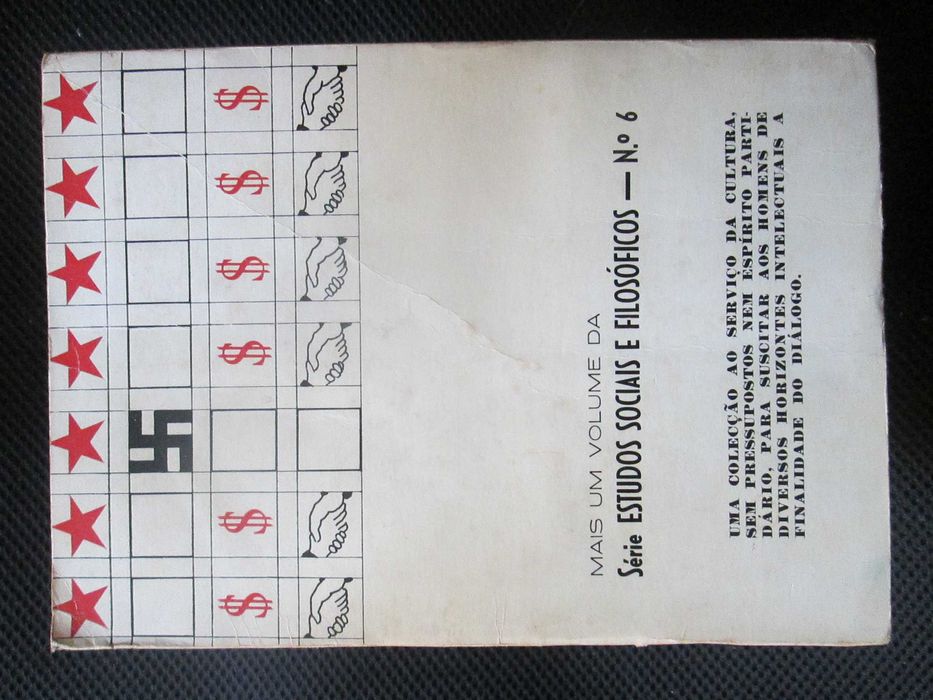 MAIS UM VOLUME DA
Série ESTUDOS SOCIAIS E FILOSÓFICOS — N.º 6
UMA COLECÇÃO AO SERVIÇO DA CULTURA,
SEM PRESSUPOSTOS NEM ESPÍRITO PARTI-
DÁRIO, PARA SUSCITAR AOS HOMENS DE
DIVERSOS HORIZONTES INTELECTUAIS A
FINALIDADE DO DIÁLOGO.